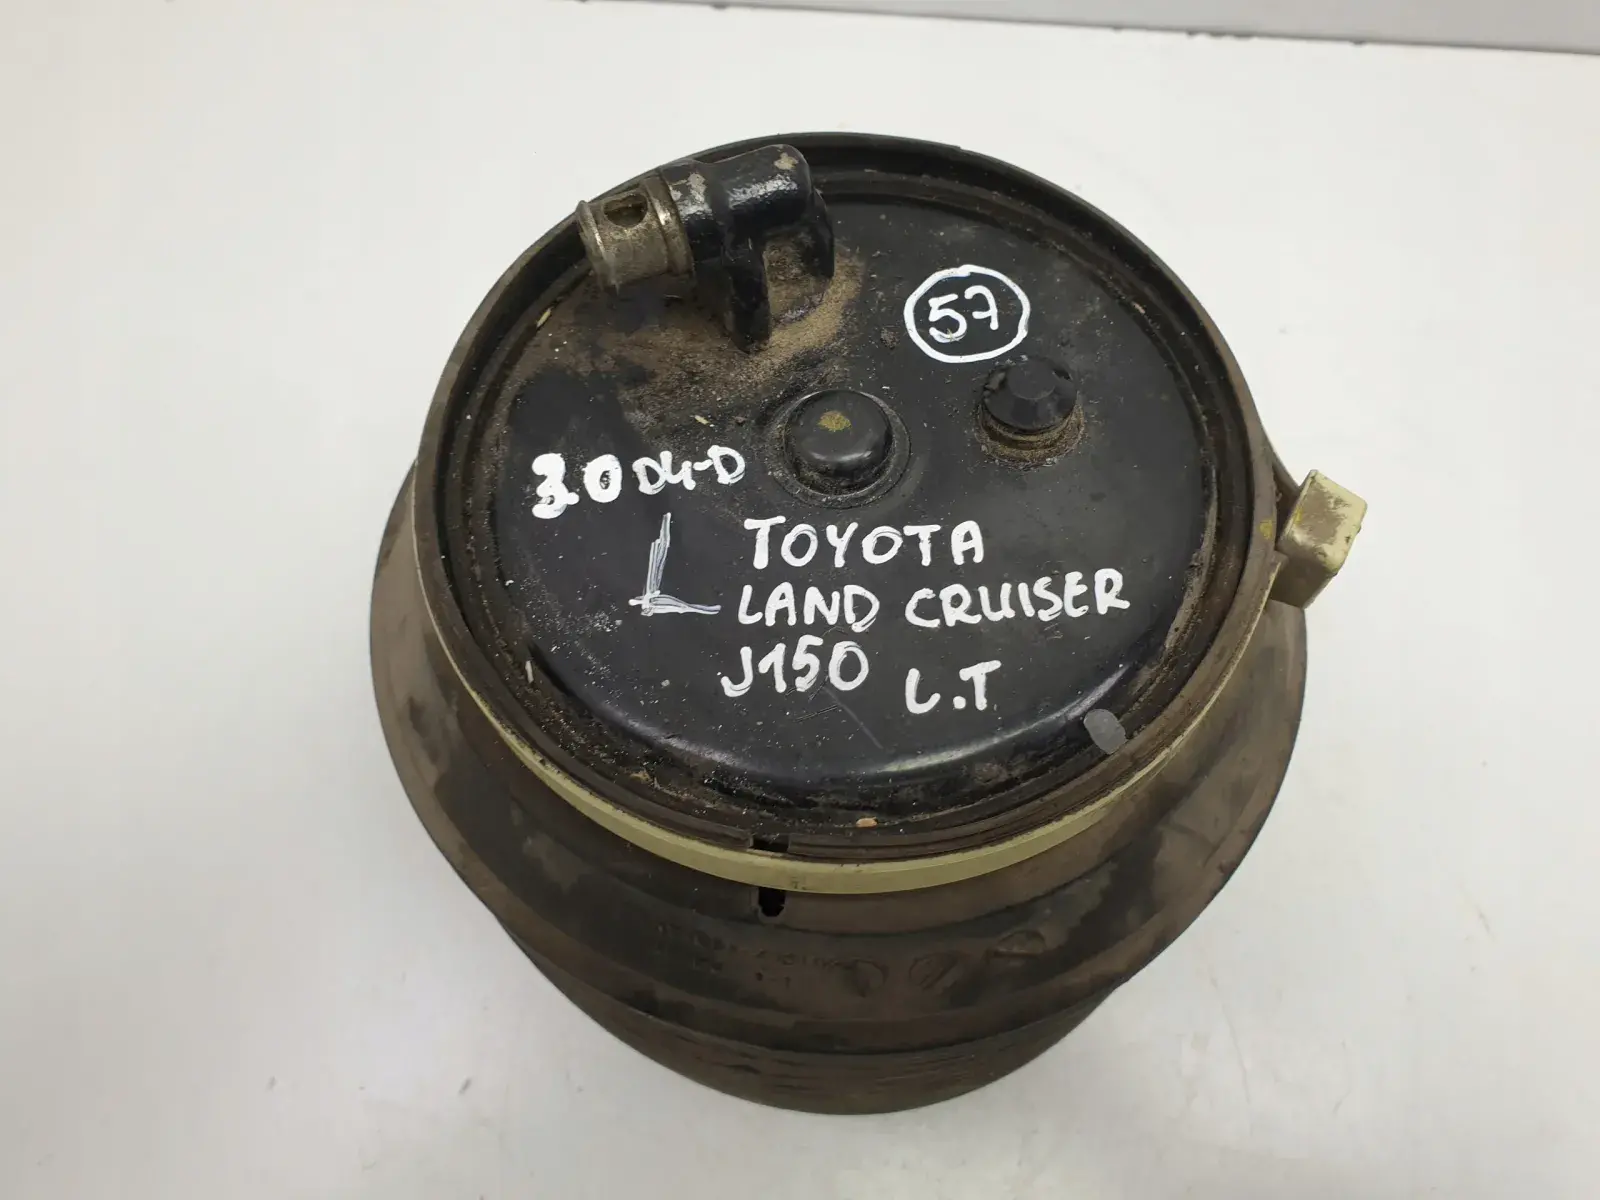 57
3.0 D4-D
TOYOTA
LAND CRUISER
J150 L.T